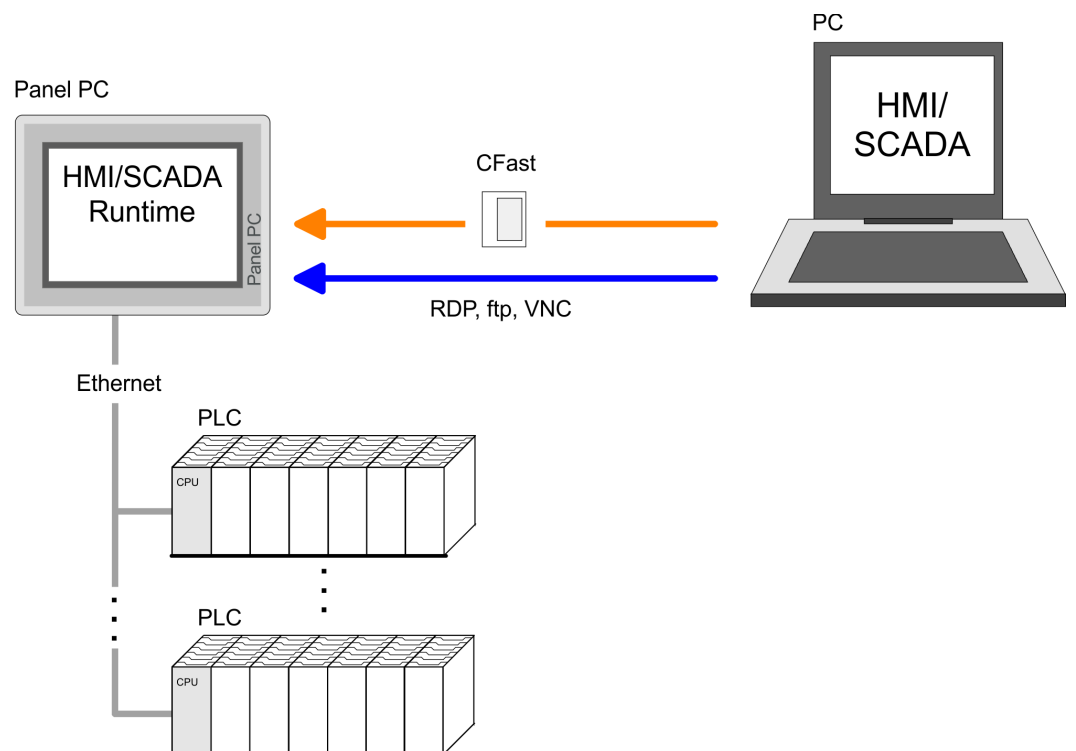 PC
Panel PC
HMI/
SCADA
HMI/SCADA
Runtime
Panel PC
CFast
RDP, ftp, VNC
Ethernet
PLC
CPU
PLC
CPU